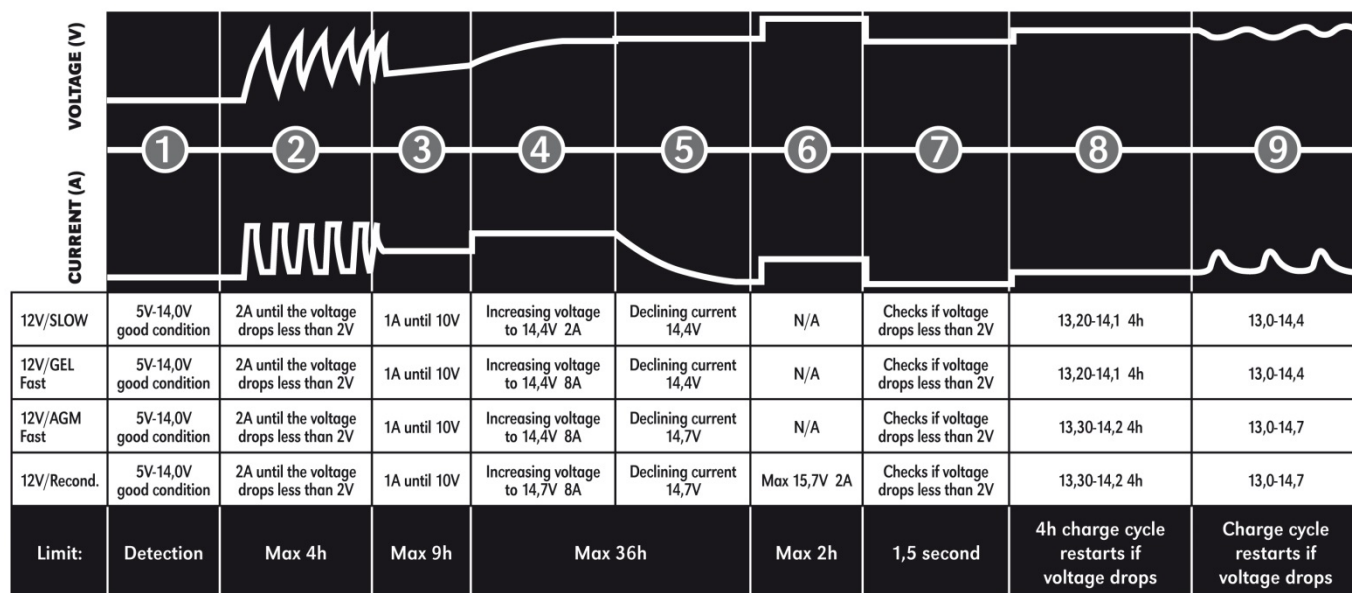 VOLTAGE (V)
1 2 3 4 5 6 7 8 9
CURRENT (A)
12V/SLOW
5V-14,0V
good condition
2A until the voltage
drops less than 2V
1A until 10V
Increasing voltage
to 14,4V 2A
Declining current
14,4V
N/A
Checks if voltage
drops less than 2V
13,20-14,1 4h
13,0-14,4
12V/GEL
Fast
5V-14,0V
good condition
2A until the voltage
drops less than 2V
1A until 10V
Increasing voltage
to 14,4V 8A
Declining current
14,4V
N/A
Checks if voltage
drops less than 2V
13,20-14,1 4h
13,0-14,4
12V/AGM
Fast
5V-14,0V
good condition
2A until the voltage
drops less than 2V
1A until 10V
Increasing voltage
to 14,4V 8A
Declining current
14,7V
N/A
Checks if voltage
drops less than 2V
13,30-14,2 4h
13,0-14,7
12V/Recond.
5V-14,0V
good condition
2A until the voltage
drops less than 2V
1A until 10V
Increasing voltage
to 14,7V 8A
Declining current
14,7V
Max 15,7V 2A
Checks if voltage
drops less than 2V
13,30-14,2 4h
13,0-14,7
Limit:
Detection
Max 4h
Max 9h
Max 36h
Max 2h
1,5 second
4h charge cycle
restarts if
voltage drops
Charge cycle
restarts if
voltage drops